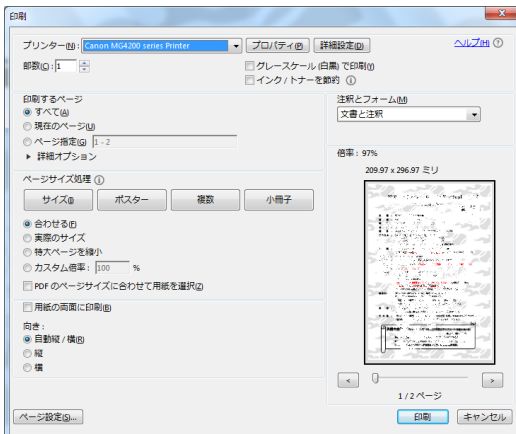 印刷
プリンター(N): Canon MG4200 series Printer プロパティ(P) 詳細設定(D) ヘルプ(H)
部数(C): 1 グレースケール (白黒) で印刷(Y)
インク / トナーを節約
印刷するページ 注釈とフォーム(M)
すべて(A) 文書と注釈
現在のページ(U)
ページ指定(G) 1 - 2
詳細オプション
倍率 : 97%
209.97 x 296.97 ミリ
ページサイズ処理
サイズ(I) ポスター 複数 小冊子
合わせる(F)
実際のサイズ
特大ページを縮小
カスタム倍率 : 100 %
PDF のページサイズに合わせて用紙を選択(Z)
用紙の両面に印刷(B)
向き :
自動縦 / 横(R)
縦
横
< >
1 / 2 ページ
ページ設定(S)... 印刷 キャンセル